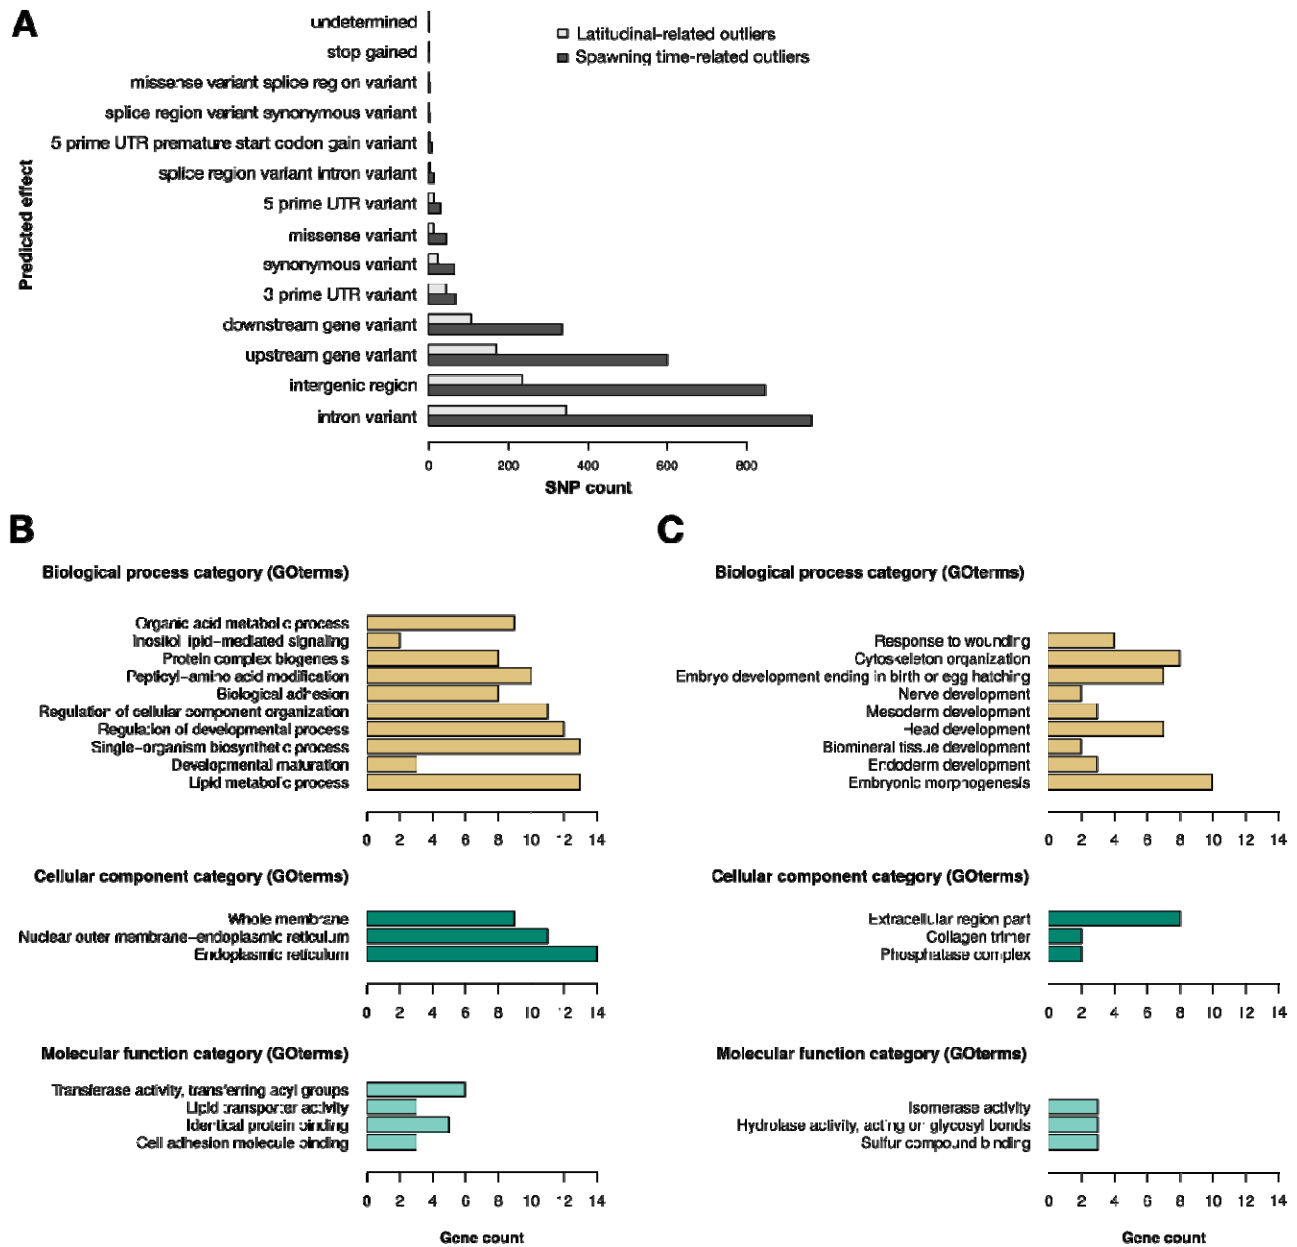 A
undetermined
stop gained
missense variant splice region variant
splice region variant synonymous variant
5 prime UTR premature start codon gain variant
splice region variant intron variant
5 prime UTR variant
missense variant
synonymous variant
3 prime UTR variant
downstream gene variant
upstream gene variant
intergenic region
intron variant
Predicted effect
Latitudinal-related outliers
Spawning time-related outliers
0 200 400 600 800
SNP count
B
Biological process category (GOterms)
Organic acid metabolic process
Inositol lipid-mediated signaling
Protein complex biogenesis
Peptidyl-amino acid modification
Biological adhesion
Regulation of cellular component organization
Regulation of developmental process
Single-organism biosynthetic process
Developmental maturation
Lipid metabolic process
0 2 4 6 8 10 12 14
Cellular component category (GOterms)
Whole membrane
Nuclear outer membrane-endoplasmic reticulum
Endoplasmic reticulum
0 2 4 6 8 10 12 14
Molecular function category (GOterms)
Transferase activity, transferring acyl groups
Lipid transporter activity
Identical protein binding
Cell adhesion molecule binding
0 2 4 6 8 10 12 14
Gene count
C
Biological process category (GOterms)
Response to wounding
Cytoskeleton organization
Embryo development ending in birth or egg hatching
Nerve development
Mesoderm development
Head development
Biomineral tissue development
Endoderm development
Embryonic morphogenesis
0 2 4 6 8 10 12 14
Cellular component category (GOterms)
Extracellular region part
Collagen trimer
Phosphatase complex
0 2 4 6 8 10 12 14
Molecular function category (GOterms)
Isomerase activity
Hydrolase activity, acting on glycosyl bonds
Sulfur compound binding
0 2 4 6 8 10 12 14
Gene count